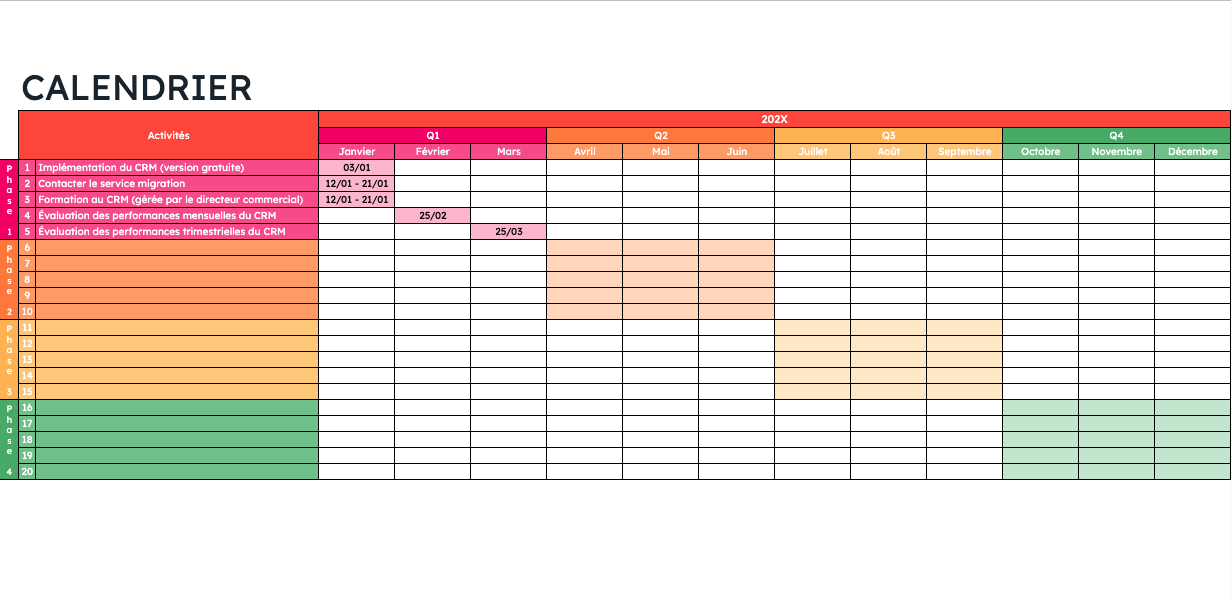 CALENDRIER
Activités
202X
Q1 Q2 Q3 Q4
Janvier Février Mars Avril Mai Juin Juillet Août Septembre Octobre Novembre Décembre
Phase 1
1 Implémentation du CRM (version gratuite) 03/01
2 Contacter le service migration 12/01 - 21/01
3 Formation au CRM (gérée par le directeur commercial) 12/01 - 21/01
4 Évaluation des performances mensuelles du CRM 25/02
5 Évaluation des performances trimestrielles du CRM 25/03
Phase 2
6
7
8
9
10
Phase 3
11
12
13
14
15
Phase 4
16
17
18
19
20